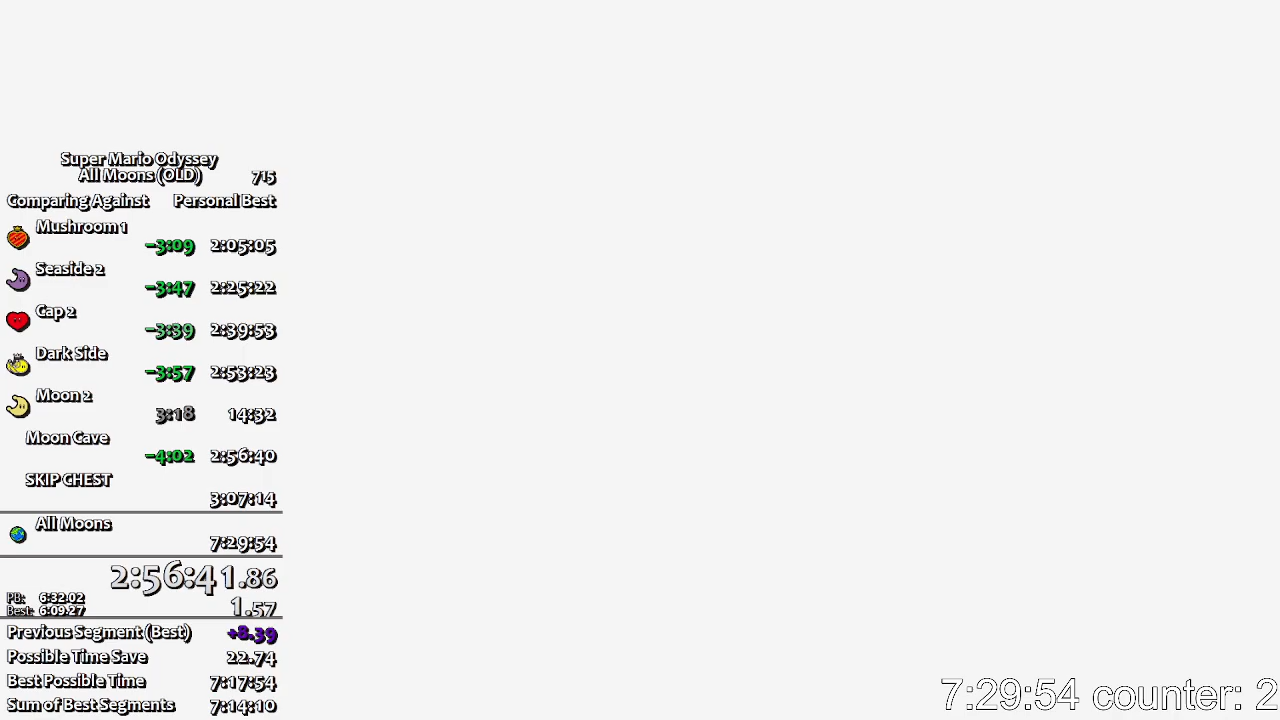 Super Mario Odyssey
All Moons (OLD) 715
Comparing Against Personal Best
Mushroom 1
-3:09 2:05:05
Seaside 2
-3:47 2:25:22
Cap 2
-3:39 2:39:53
Dark Side
-3:57 2:53:23
Moon 2
3:18 14:32
Moon Cave
-4:02 2:56:40
SKIP CHEST
3:07:14
All Moons
7:29:54
2:56:41.86
PB: 6:32.02
Best: 6:09.27 1.57
Previous Segment (Best) +8.39
Possible Time Save 22.74
Best Possible Time 7:17:54
Sum of Best Segments 7:14:10
7:29:54 counter: 2